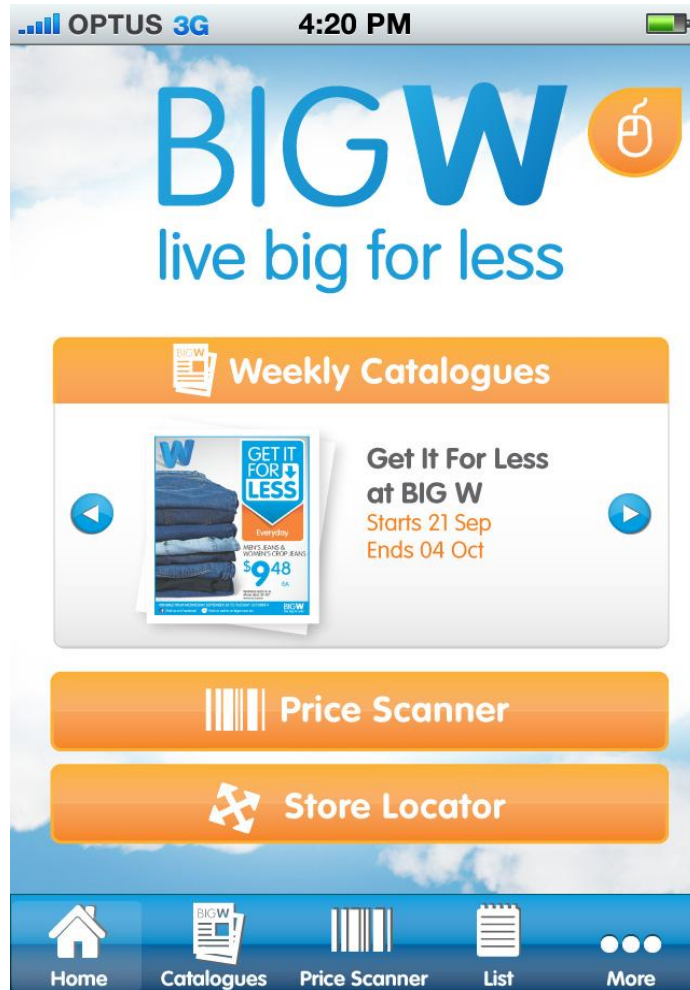 OPTUS 3G 4:20 PM
BIGW
live big for less
BIGW
Weekly Catalogues
W
GET IT
FOR
LESS
Everyday
MEN'S JEANS &
WOMEN'S CROP JEANS
$9.48
EA
BIGW
Get It For Less
at BIG W
Starts 21 Sep
Ends 04 Oct
Price Scanner
Store Locator
BIGW
Home Catalogues Price Scanner List More